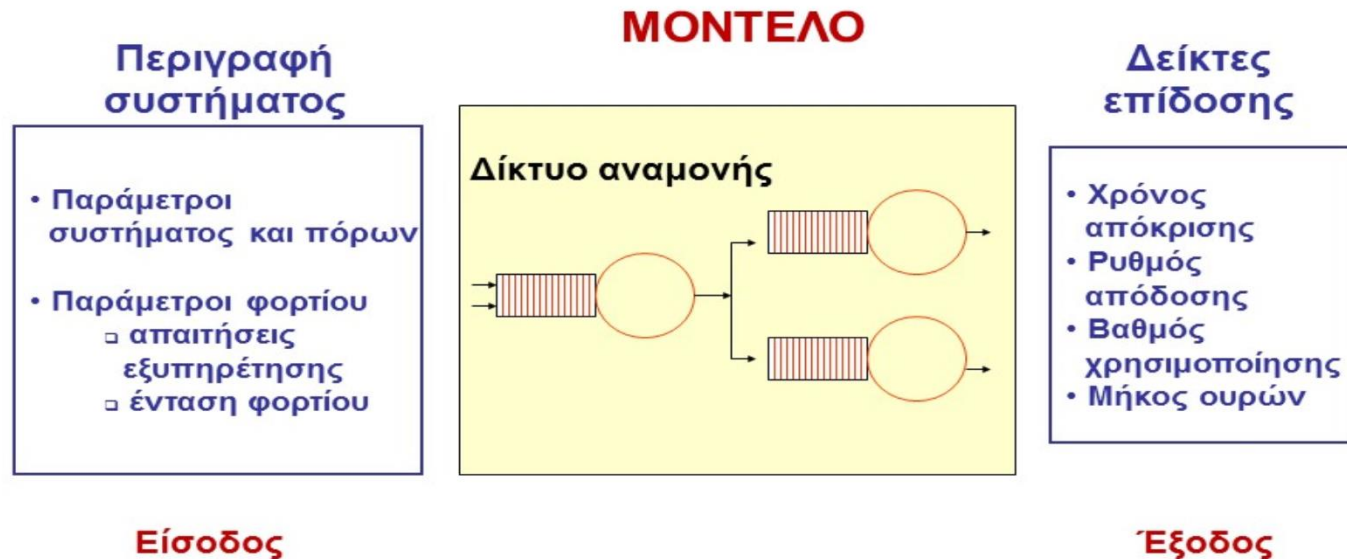 ΜΟΝΤΕΛΟ
Περιγραφή
συστήματος
• Παράμετροι
συστήματος και πόρων
• Παράμετροι φορτίου
❑ απαιτήσεις
εξυπηρέτησης
❑ ένταση φορτίου
Είσοδος
Δίκτυο αναμονής
Δείκτες
επίδοσης
• Χρόνος
απόκρισης
• Ρυθμός
απόδοσης
• Βαθμός
χρησιμοποίησης
• Μήκος ουρών
Έξοδος